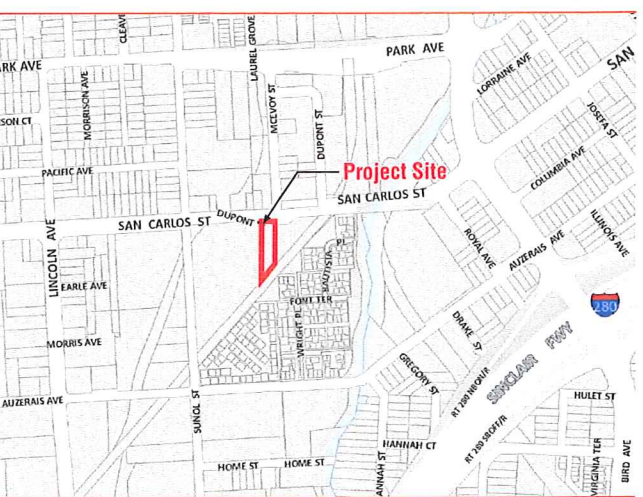 CLEAVE
LAUREL GROVE
PARK AVE
LORRAINE AVE
SAN
RK AVE
MORRISON AVE
MCEVOY ST
DUPONT ST
JOSEFA ST
SON CT
PACIFIC AVE
Project Site
COLUMBIA AVE
SAN CARLOS ST
DUPONT
SAN CARLOS ST
LINCOLN AVE
ROYAL AVE
AUZERAIS AVE
ILLINOIS AVE
PL
BAUTISTA
EARLE AVE
FONT TER
WRIGHT PL
280
DRAKE ST
MORRIS AVE
GREGORY ST
SINCLAIR FWY
RT 280 NBON/R
HULET ST
AUZERAIS AVE
SUNOL ST
RT 280 SBOFF/R
HANNAH CT
HOME ST
HOME ST
ANNAH ST
VIRGINIA TER
BIRD AVE